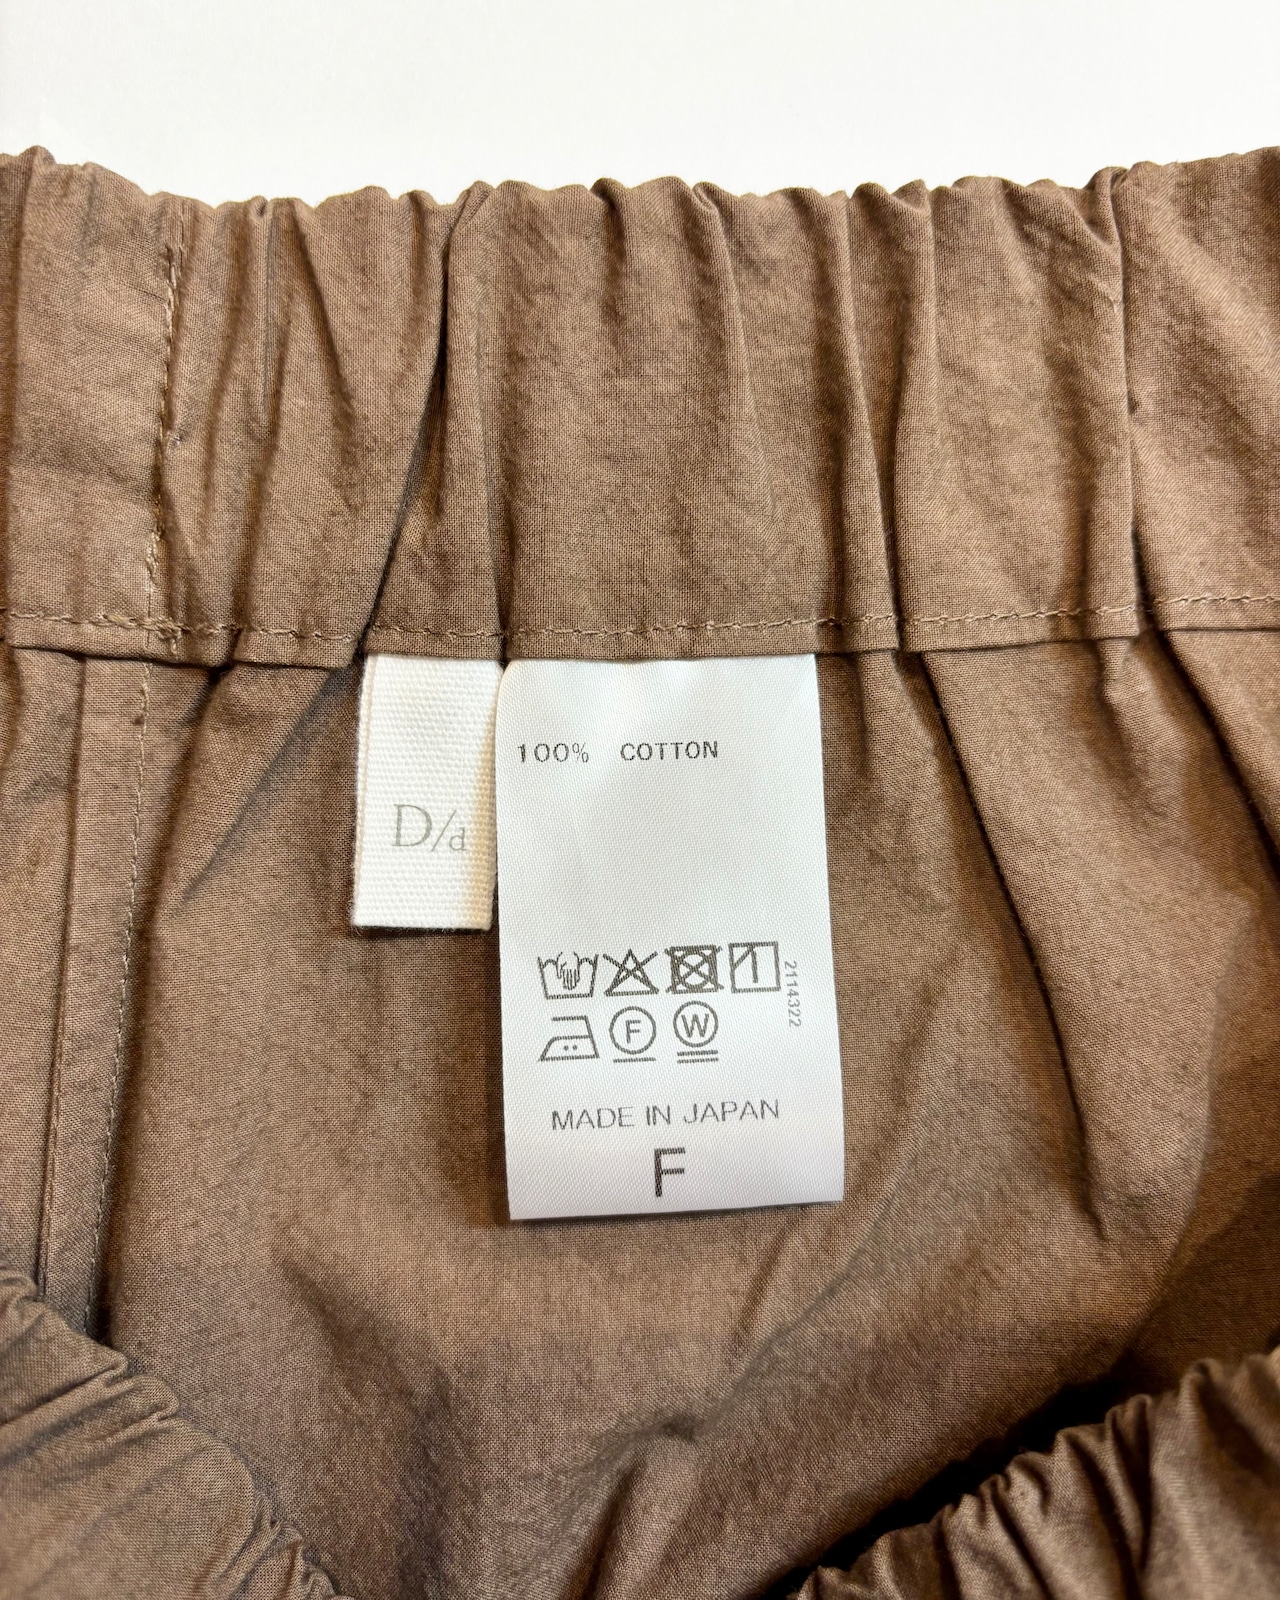 100% COTTON
D/d
2114322
F
W
MADE IN JAPAN
F